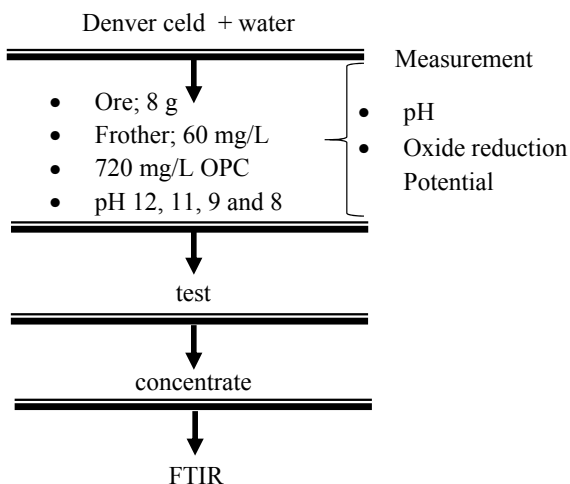 Denver celd + water
Measurement
• Ore; 8 g
• Frother; 60 mg/L
• 720 mg/L OPC
• pH 12, 11, 9 and 8
• pH
• Oxide reduction
Potential
test
concentrate
FTIR